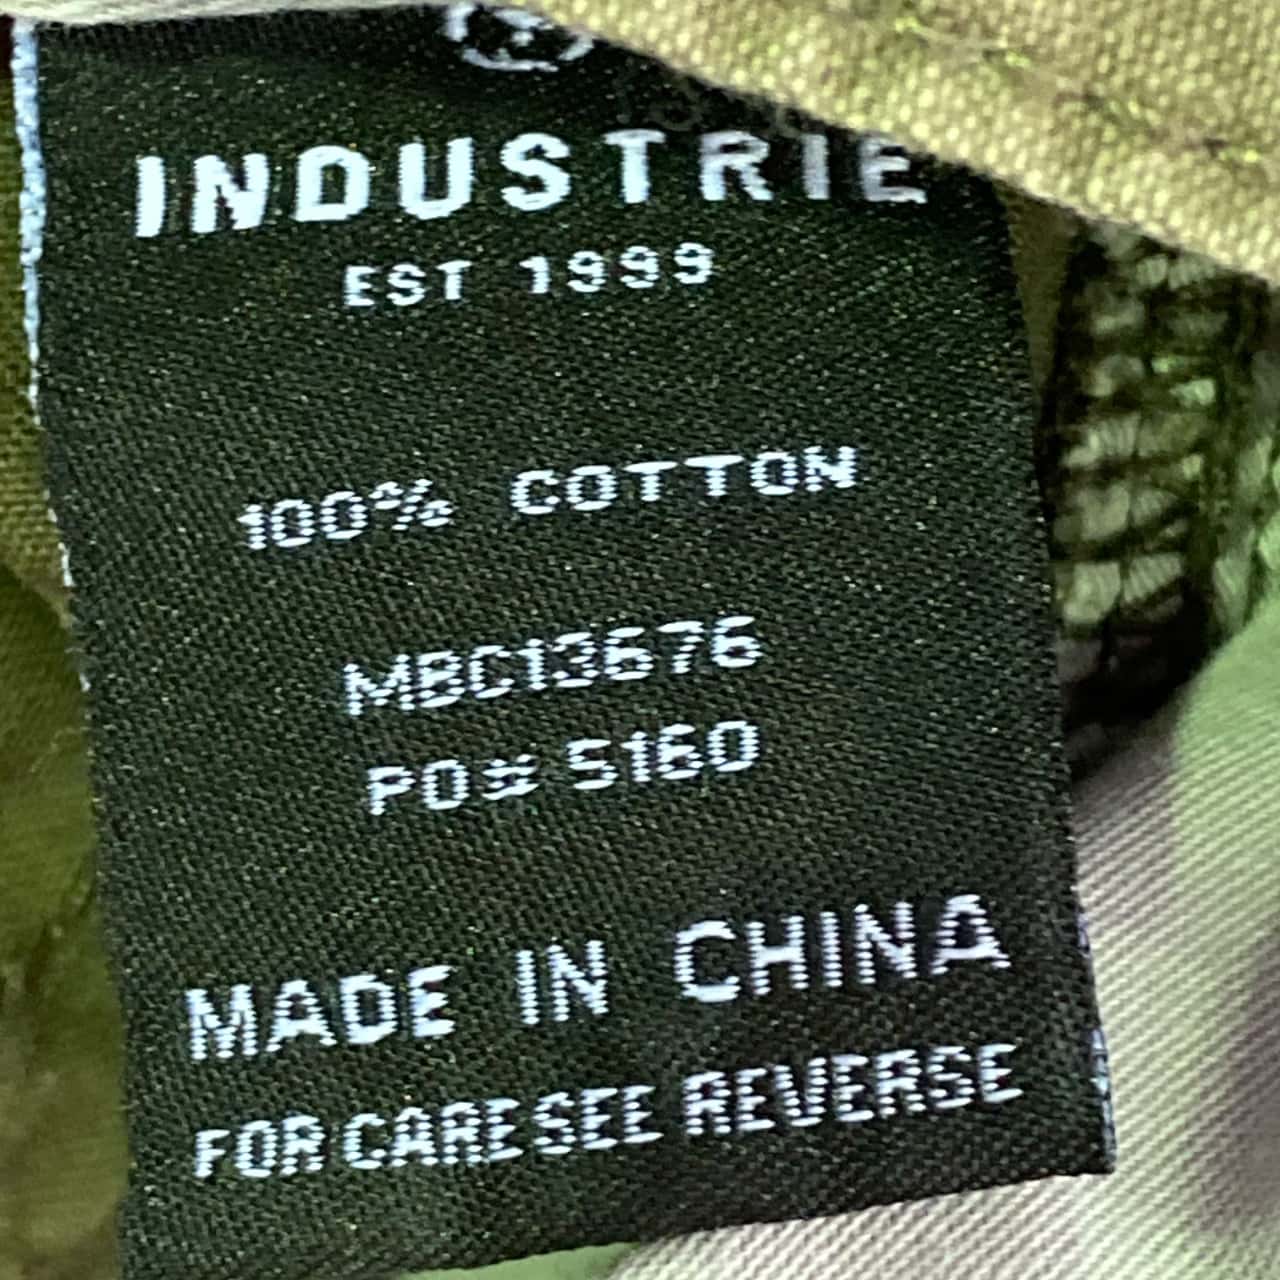 INDUSTRIE
EST 1999
100% COTTON
MBC13676
PO# 5160
MADE IN CHINA
FOR CARE SEE REVERSE